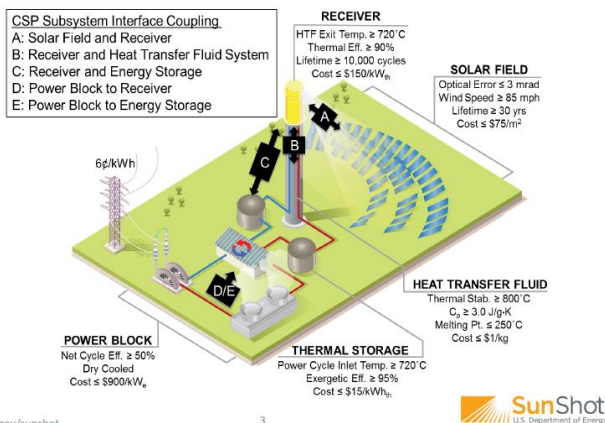 CSP Subsystem Interface Coupling
A: Solar Field and Receiver
B: Receiver and Heat Transfer Fluid System
C: Receiver and Energy Storage
D: Power Block to Receiver
E: Power Block to Energy Storage
RECEIVER
HTF Exit Temp. ≥ 720˚C
Thermal Eff. ≥ 90%
Lifetime ≥ 10,000 cycles
Cost ≤ $150/kWth
SOLAR FIELD
Optical Error ≤ 3 mrad
Wind Speed ≥ 85 mph
Lifetime ≥ 30 yrs
Cost ≤ $75/m²
A
B
C
6¢/kWh
D/E
HEAT TRANSFER FLUID
Thermal Stab. ≥ 800˚C
Cp ≥ 3.0 J/g-K
Melting Pt. ≤ 250˚C
Cost ≤ $1/kg
POWER BLOCK
Net Cycle Eff. ≥ 50%
Dry Cooled
Cost ≤ $900/kWe
THERMAL STORAGE
Power Cycle Inlet Temp. ≥ 720˚C
Exergetic Eff. ≥ 95%
Cost ≤ $15/kWhth
3
SunShot
U.S. Department of Energy